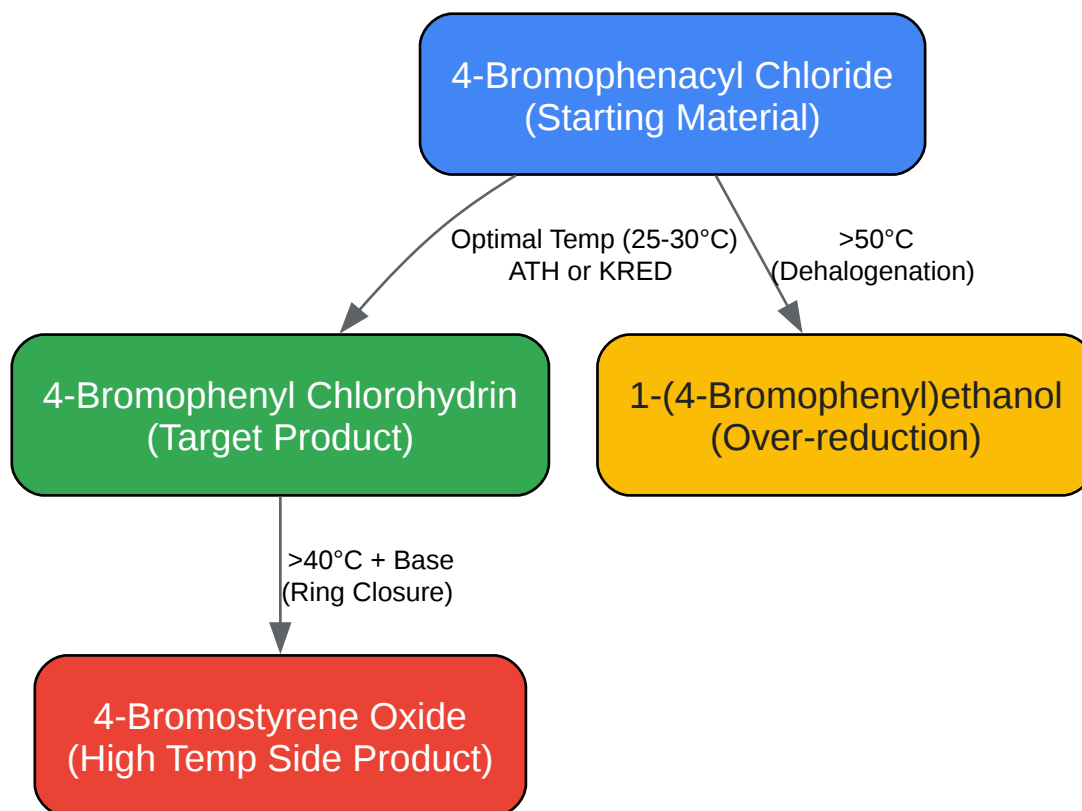 4-Bromophenacyl Chloride
(Starting Material)
Optimal Temp (25-30°C)
ATH or KRED
>50°C
(Dehalogenation)
4-Bromophenyl Chlorohydrin
(Target Product)
1-(4-Bromophenyl)ethanol
(Over-reduction)
>40°C + Base
(Ring Closure)
4-Bromostyrene Oxide
(High Temp Side Product)